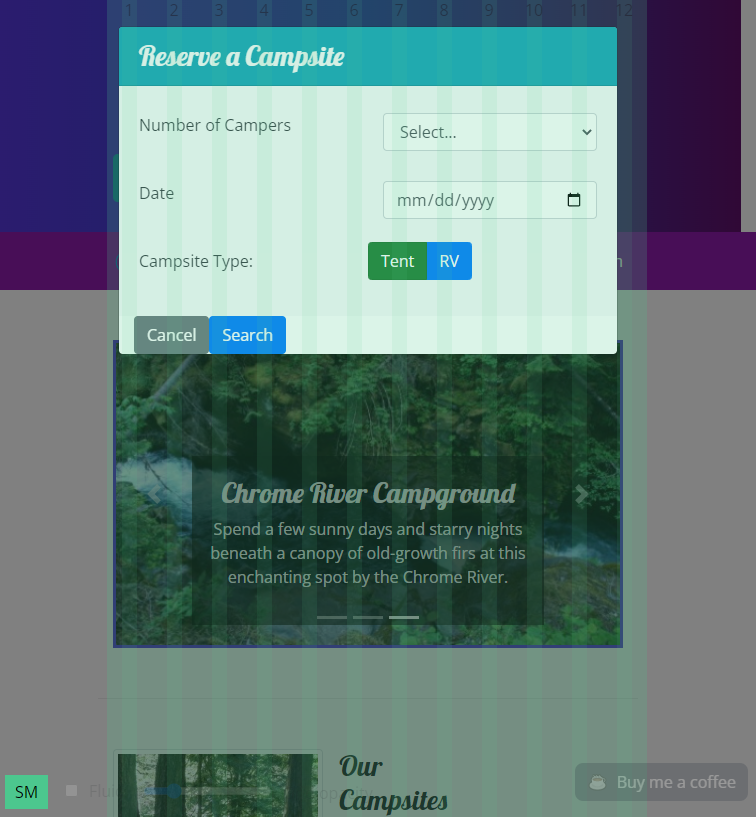 1 2 3 4 5 6 7 8 9 10 11 12
Reserve a Campsite
Number of Campers
Select...
Date
mm/dd/yyyy
Campsite Type:
Tent RV
Cancel Search
Chrome River Campground
Spend a few sunny days and starry nights
beneath a canopy of old-growth firs at this
enchanting spot by the Chrome River.
Our
Campsites
Buy me a coffee
SM